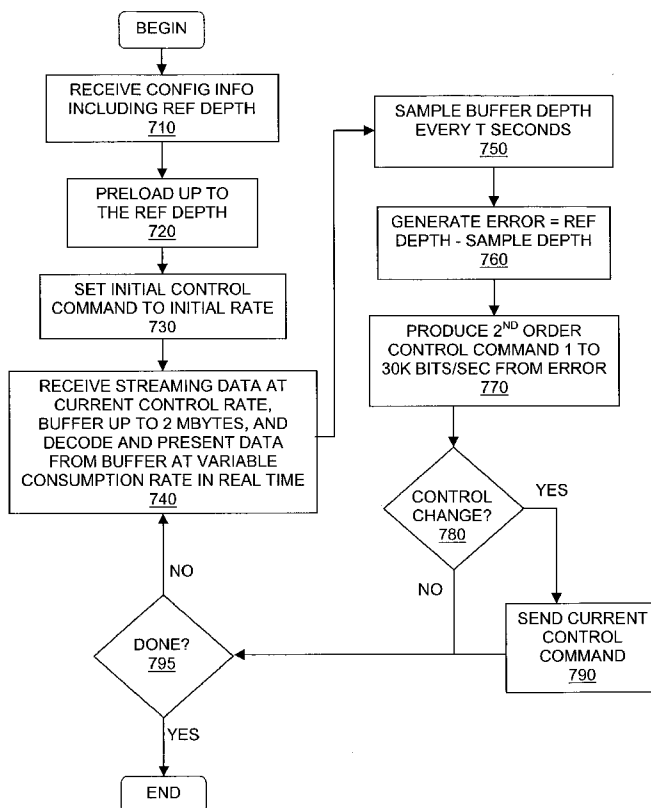 BEGIN
RECEIVE CONFIG INFO
INCLUDING REF DEPTH
710
PRELOAD UP TO
THE REF DEPTH
720
SET INITIAL CONTROL
COMMAND TO INITIAL RATE
730
RECEIVE STREAMING DATA AT
CURRENT CONTROL RATE,
BUFFER UP TO 2 MBYTES, AND
DECODE AND PRESENT DATA
FROM BUFFER AT VARIABLE
CONSUMPTION RATE IN REAL TIME
740
SAMPLE BUFFER DEPTH
EVERY T SECONDS
750
GENERATE ERROR = REF
DEPTH - SAMPLE DEPTH
760
PRODUCE 2ND ORDER
CONTROL COMMAND 1 TO
30K BITS/SEC FROM ERROR
770
CONTROL
CHANGE?
780
YES
NO
SEND CURRENT
CONTROL
COMMAND
790
NO
DONE?
795
YES
END